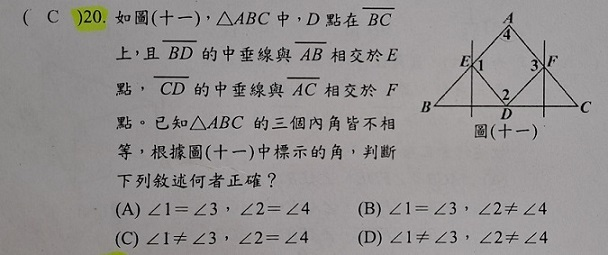 ( C )20. 如圖(十一)，△ABC 中，D 點在 BC
上，且 BD 的中垂線與 AB 相交於 E
點，CD 的中垂線與 AC 相交於 F
點。已知△ABC 的三個內角皆不相
等，根據圖(十一)中標示的角，判斷
下列敘述何者正確？
(A) ∠1＝∠3，∠2＝∠4 (B) ∠1＝∠3，∠2≠∠4
(C) ∠1≠∠3，∠2＝∠4 (D) ∠1≠∠3，∠2≠∠4
A
4
E 1 3 F
2
B D C
圖(十一)